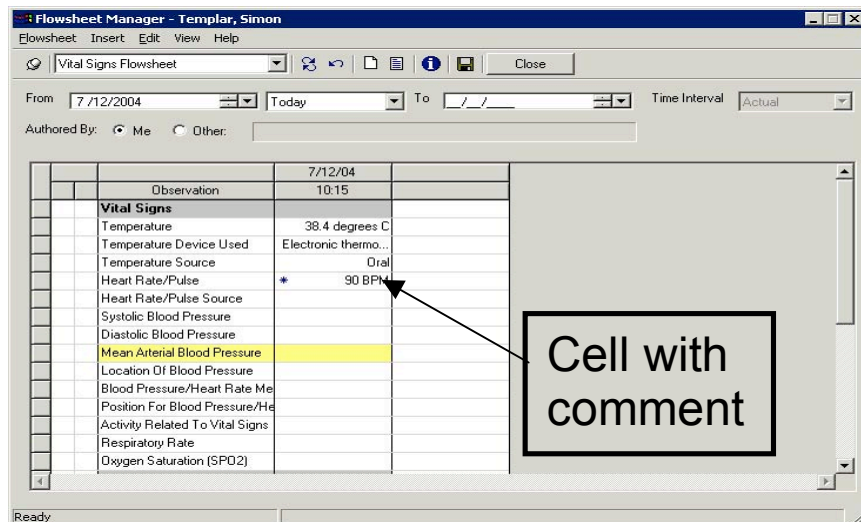 Flowsheet Manager - Templar, Simon
Flowsheet Insert Edit View Help
Vital Signs Flowsheet Close
From 7 /12/2004 Today To _/_/___ Time Interval Actual
Authored By: Me Other:
7/12/04
Observation 10:15
Vital Signs
Temperature 38.4 degrees C
Temperature Device Used Electronic thermo...
Temperature Source Oral
Heart Rate/Pulse * 90 BPM
Heart Rate/Pulse Source
Systolic Blood Pressure
Diastolic Blood Pressure
Mean Arterial Blood Pressure
Location Of Blood Pressure
Blood Pressure/Heart Rate Me
Position For Blood Pressure/He
Activity Related To Vital Signs
Respiratory Rate
Oxygen Saturation (SPO2)
Cell with
comment
Ready